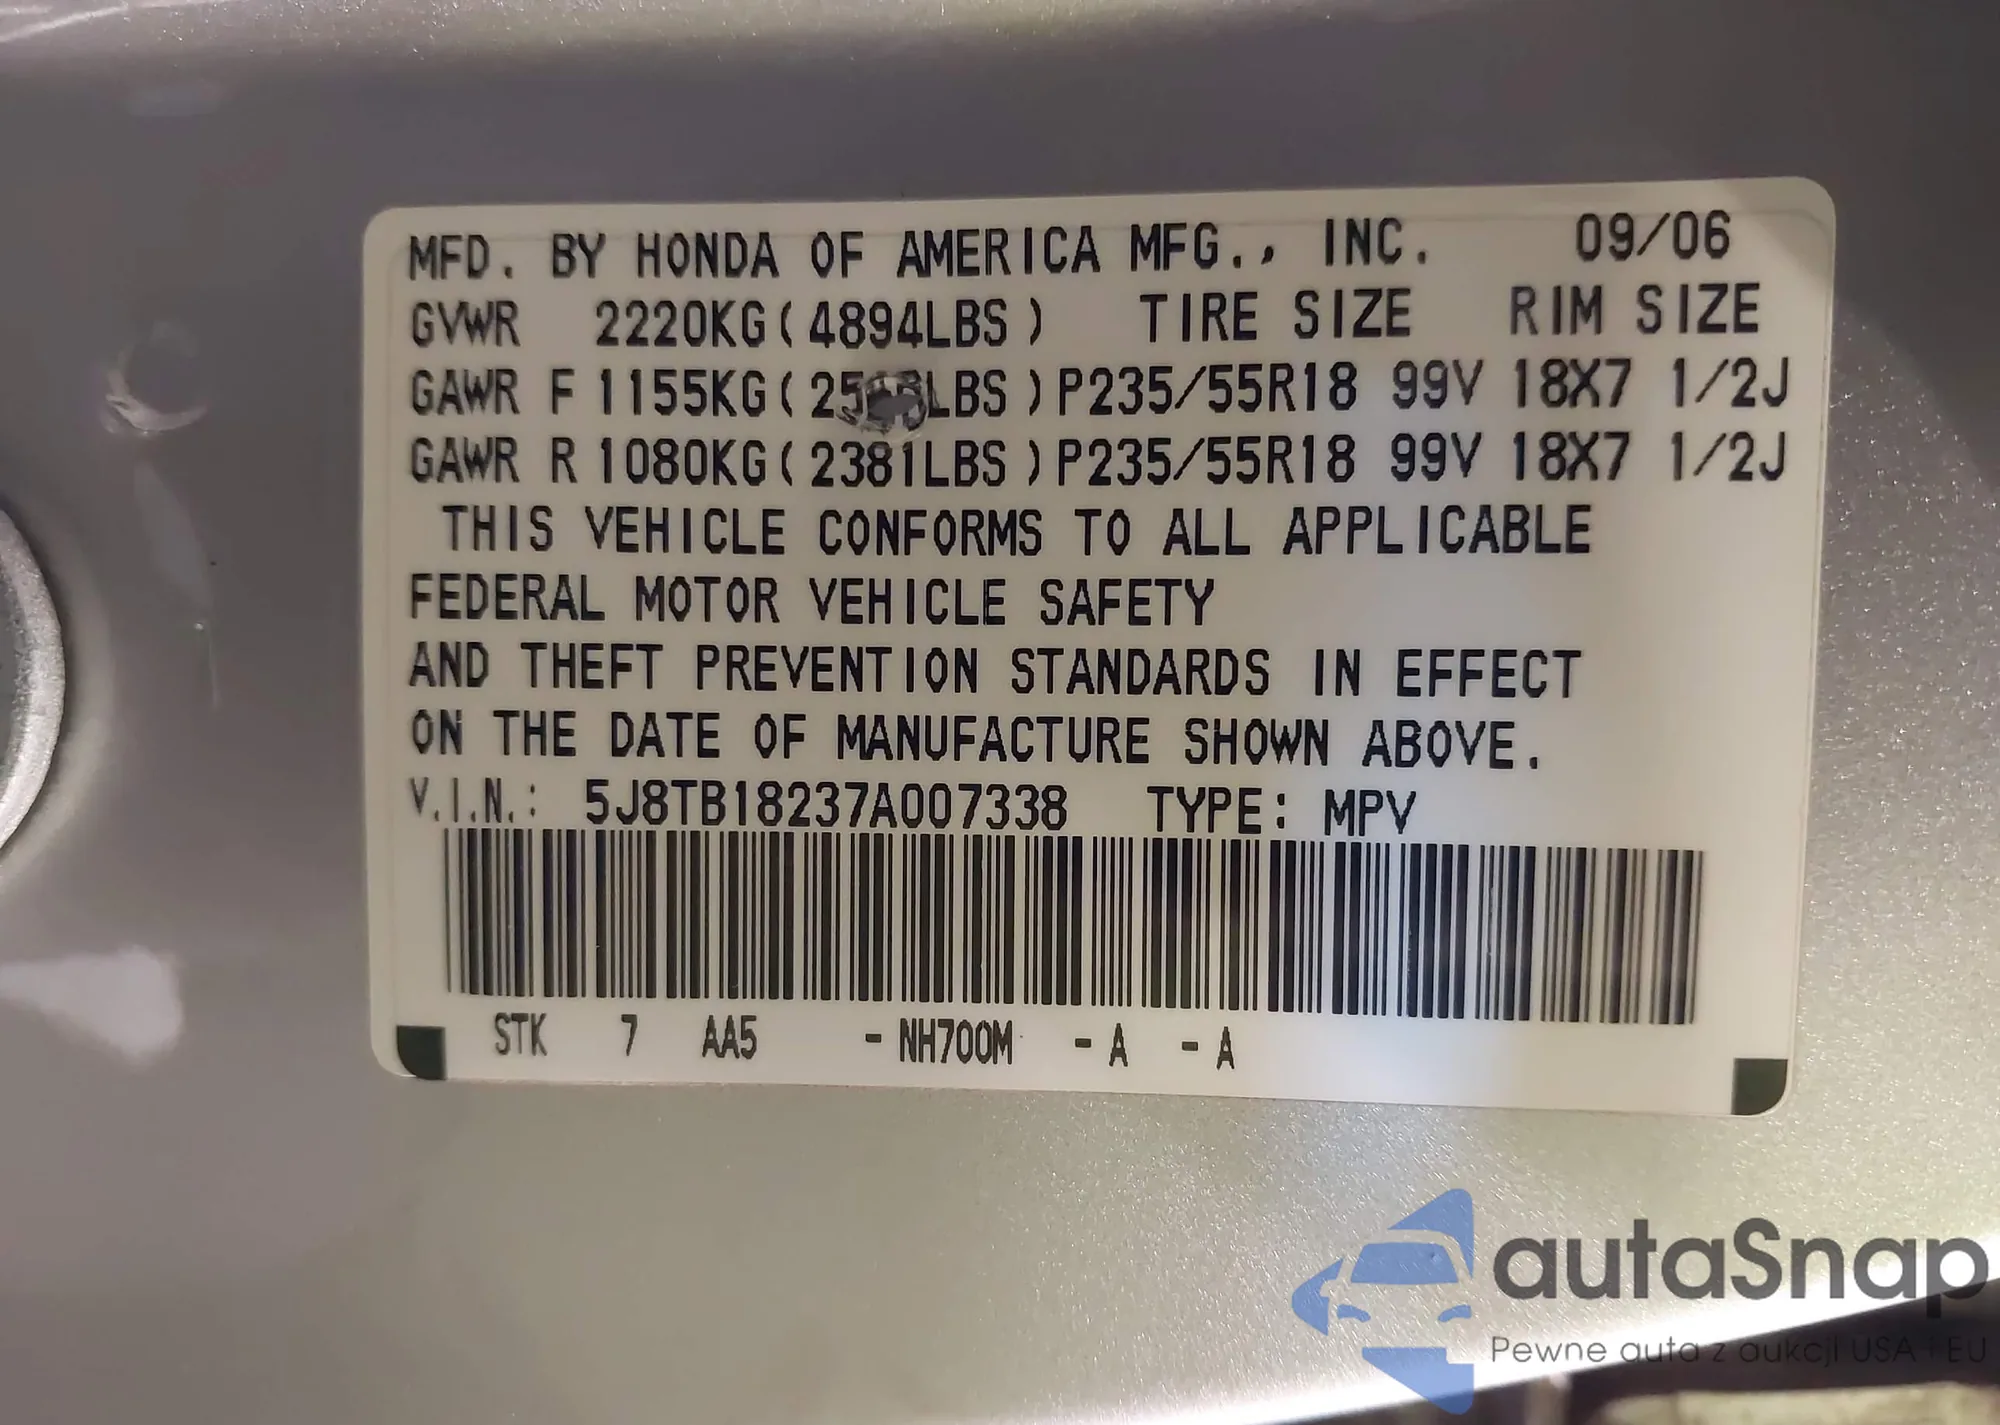 MFD. BY HONDA OF AMERICA MFG., INC. 09/06
GVWR 2220KG(4894LBS) TIRE SIZE RIM SIZE
GAWR F 1155KG( LBS)P235/55R18 99V 18X7 1/2J
GAWR R 1080KG(2381LBS)P235/55R18 99V 18X7 1/2J
THIS VEHICLE CONFORMS TO ALL APPLICABLE
FEDERAL MOTOR VEHICLE SAFETY
AND THEFT PREVENTION STANDARDS IN EFFECT
ON THE DATE OF MANUFACTURE SHOWN ABOVE.
V.I.N.: 5J8TB18237A007338 TYPE: MPV
STK 7 AA5 - NH700M - A - A
autaSnap
Pewne auta z aukcji USA i EU